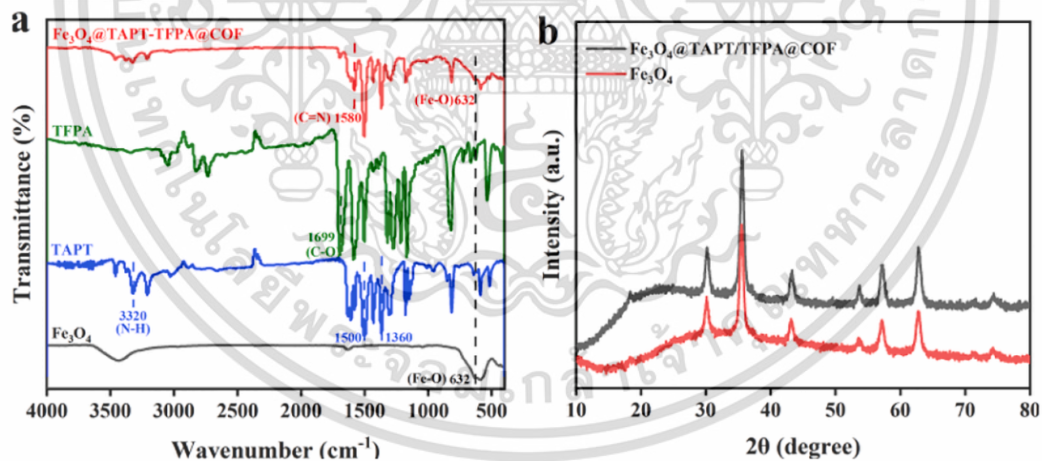 a
Fe3O4@TAPT-TFPA@COF
(C=N) 1580
(Fe-O)632
TFPA
1699
(C-O)
TAPT
3320
(N-H)
1500
1360
Fe3O4
(Fe-O) 632
Transmittance (%)
4000 3500 3000 2500 2000 1500 1000 500
Wavenumber (cm-1)
b
Fe3O4@TAPT/TFPA@COF
Fe3O4
Intensity (a.u.)
10 20 30 40 50 60 70 80
2θ (degree)